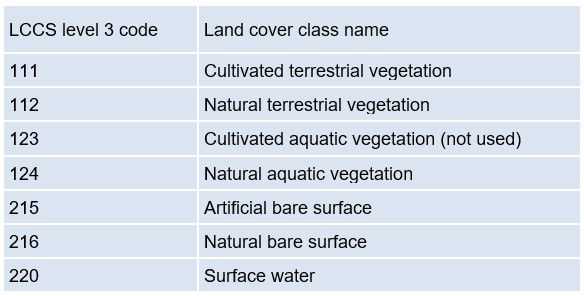 LCCS level 3 code Land cover class name
111 Cultivated terrestrial vegetation
112 Natural terrestrial vegetation
123 Cultivated aquatic vegetation (not used)
124 Natural aquatic vegetation
215 Artificial bare surface
216 Natural bare surface
220 Surface water